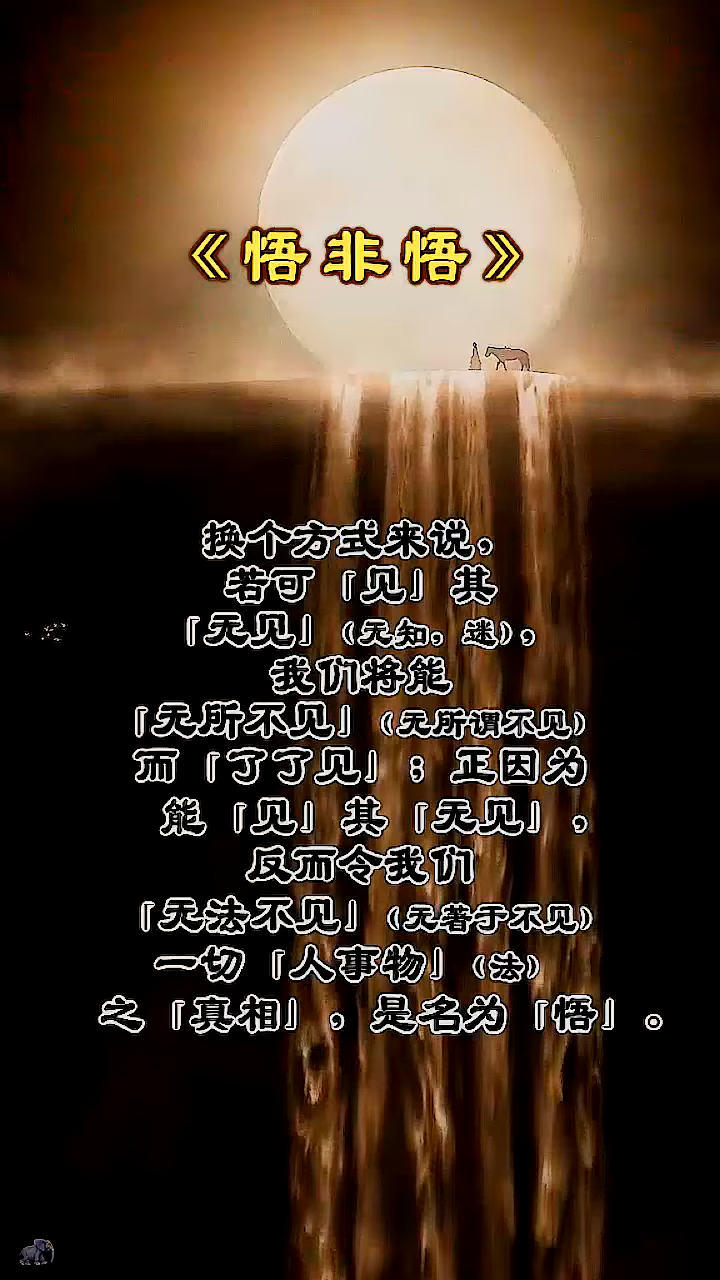 《悟非悟》
换个方式来说，
若可「见」其
「无见」（无知，迷），
我们将能
「无所不见」（无所谓不见）
而「了了见」；正因为
能「见」其「无见」，
反而令我们
「无法不见」（无著于不见）
一切「人事物」（法）
之「真相」，是名为「悟」。